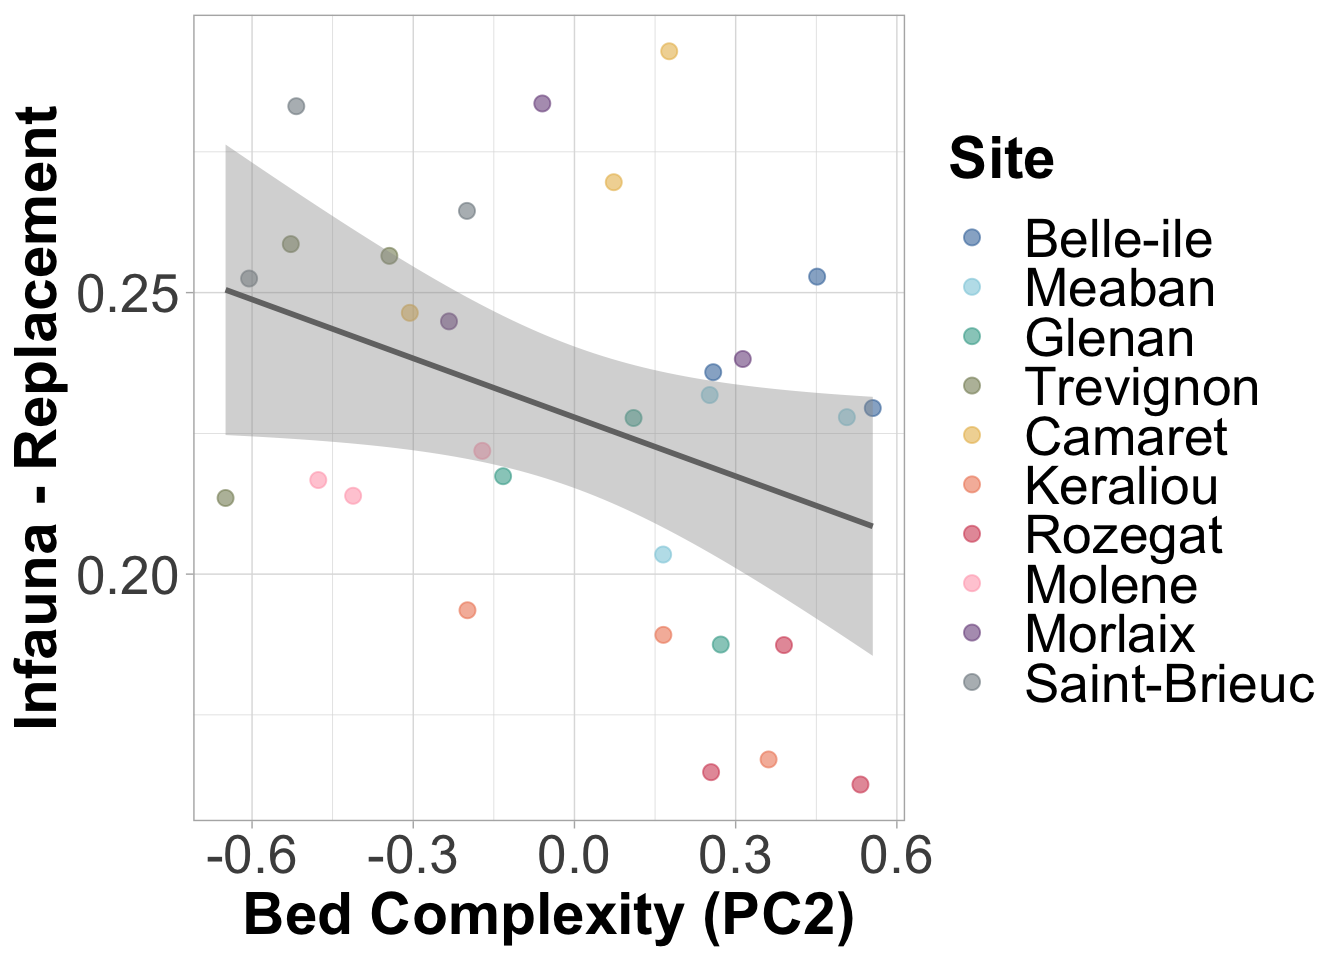 Infauna - Replacement
0.25
0.20
-0.6 -0.3 0.0 0.3 0.6
Bed Complexity (PC2)
Site
Belle-ile
Meaban
Glenan
Trevignon
Camaret
Keraliou
Rozegat
Molene
Morlaix
Saint-Brieuc